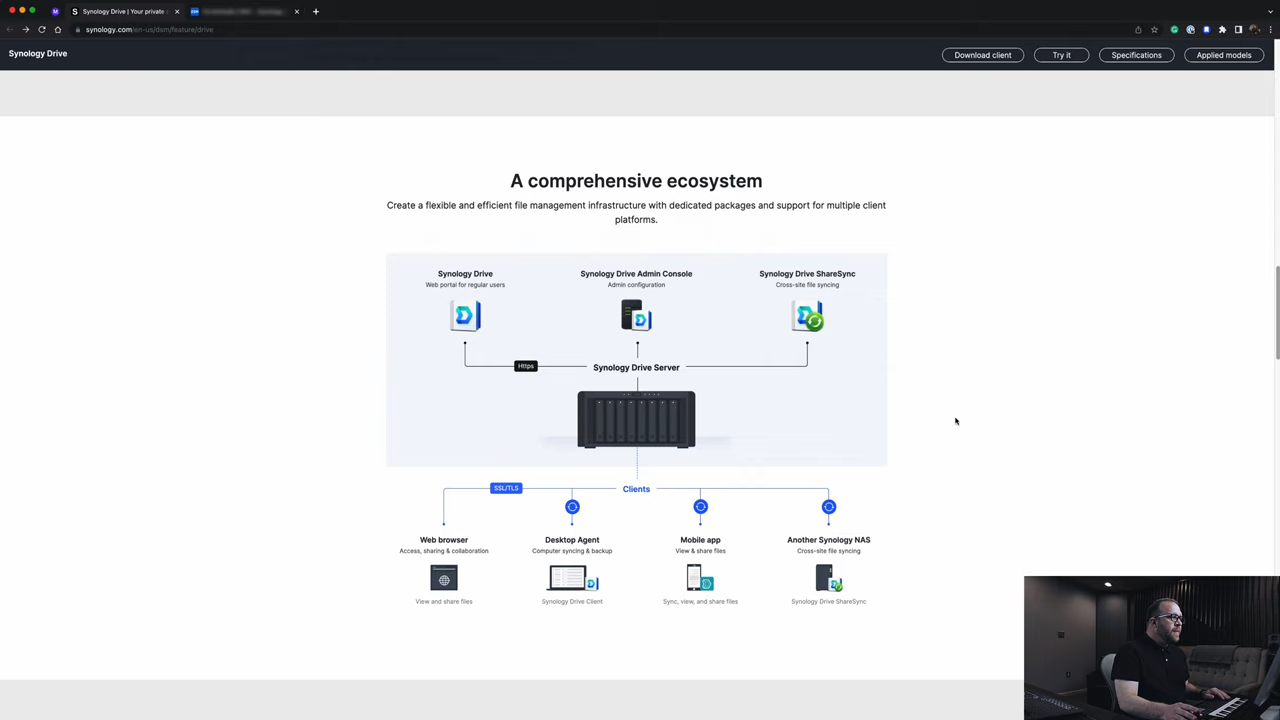 Synology Drive | Your private
synology.com/en-us/dsm/feature/drive
Synology Drive
Download client
Try it
Specifications
Applied models
A comprehensive ecosystem
Create a flexible and efficient file management infrastructure with dedicated packages and support for multiple client
platforms.
Synology Drive
Web portal for regular users
Synology Drive Admin Console
Admin configuration
Synology Drive ShareSync
Cross-site file syncing
Https
Synology Drive Server
SSL/TLS
Clients
Web browser
Access, sharing & collaboration
View and share files
Desktop Agent
Computer syncing & backup
Synology Drive Client
Mobile app
View & share files
Sync, view, and share files
Another Synology NAS
Cross-site file syncing
Synology Drive ShareSync